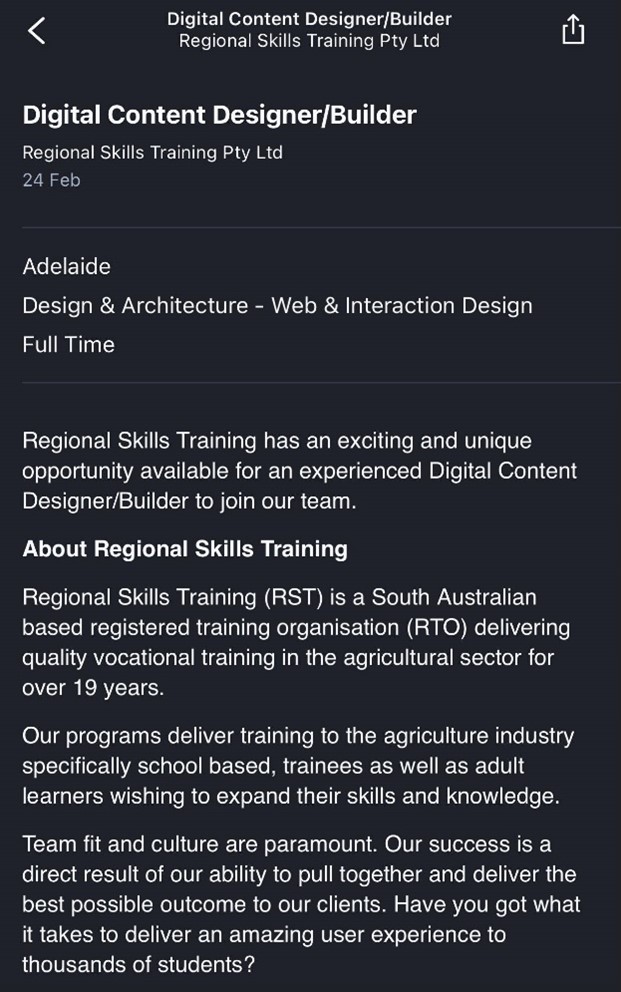 Digital Content Designer/Builder
Regional Skills Training Pty Ltd
Digital Content Designer/Builder
Regional Skills Training Pty Ltd
24 Feb
Adelaide
Design & Architecture - Web & Interaction Design
Full Time
Regional Skills Training has an exciting and unique
opportunity available for an experienced Digital Content
Designer/Builder to join our team.
About Regional Skills Training
Regional Skills Training (RST) is a South Australian
based registered training organisation (RTO) delivering
quality vocational training in the agricultural sector for
over 19 years.
Our programs deliver training to the agriculture industry
specifically school based, trainees as well as adult
learners wishing to expand their skills and knowledge.
Team fit and culture are paramount. Our success is a
direct result of our ability to pull together and deliver the
best possible outcome to our clients. Have you got what
it takes to deliver an amazing user experience to
thousands of students?